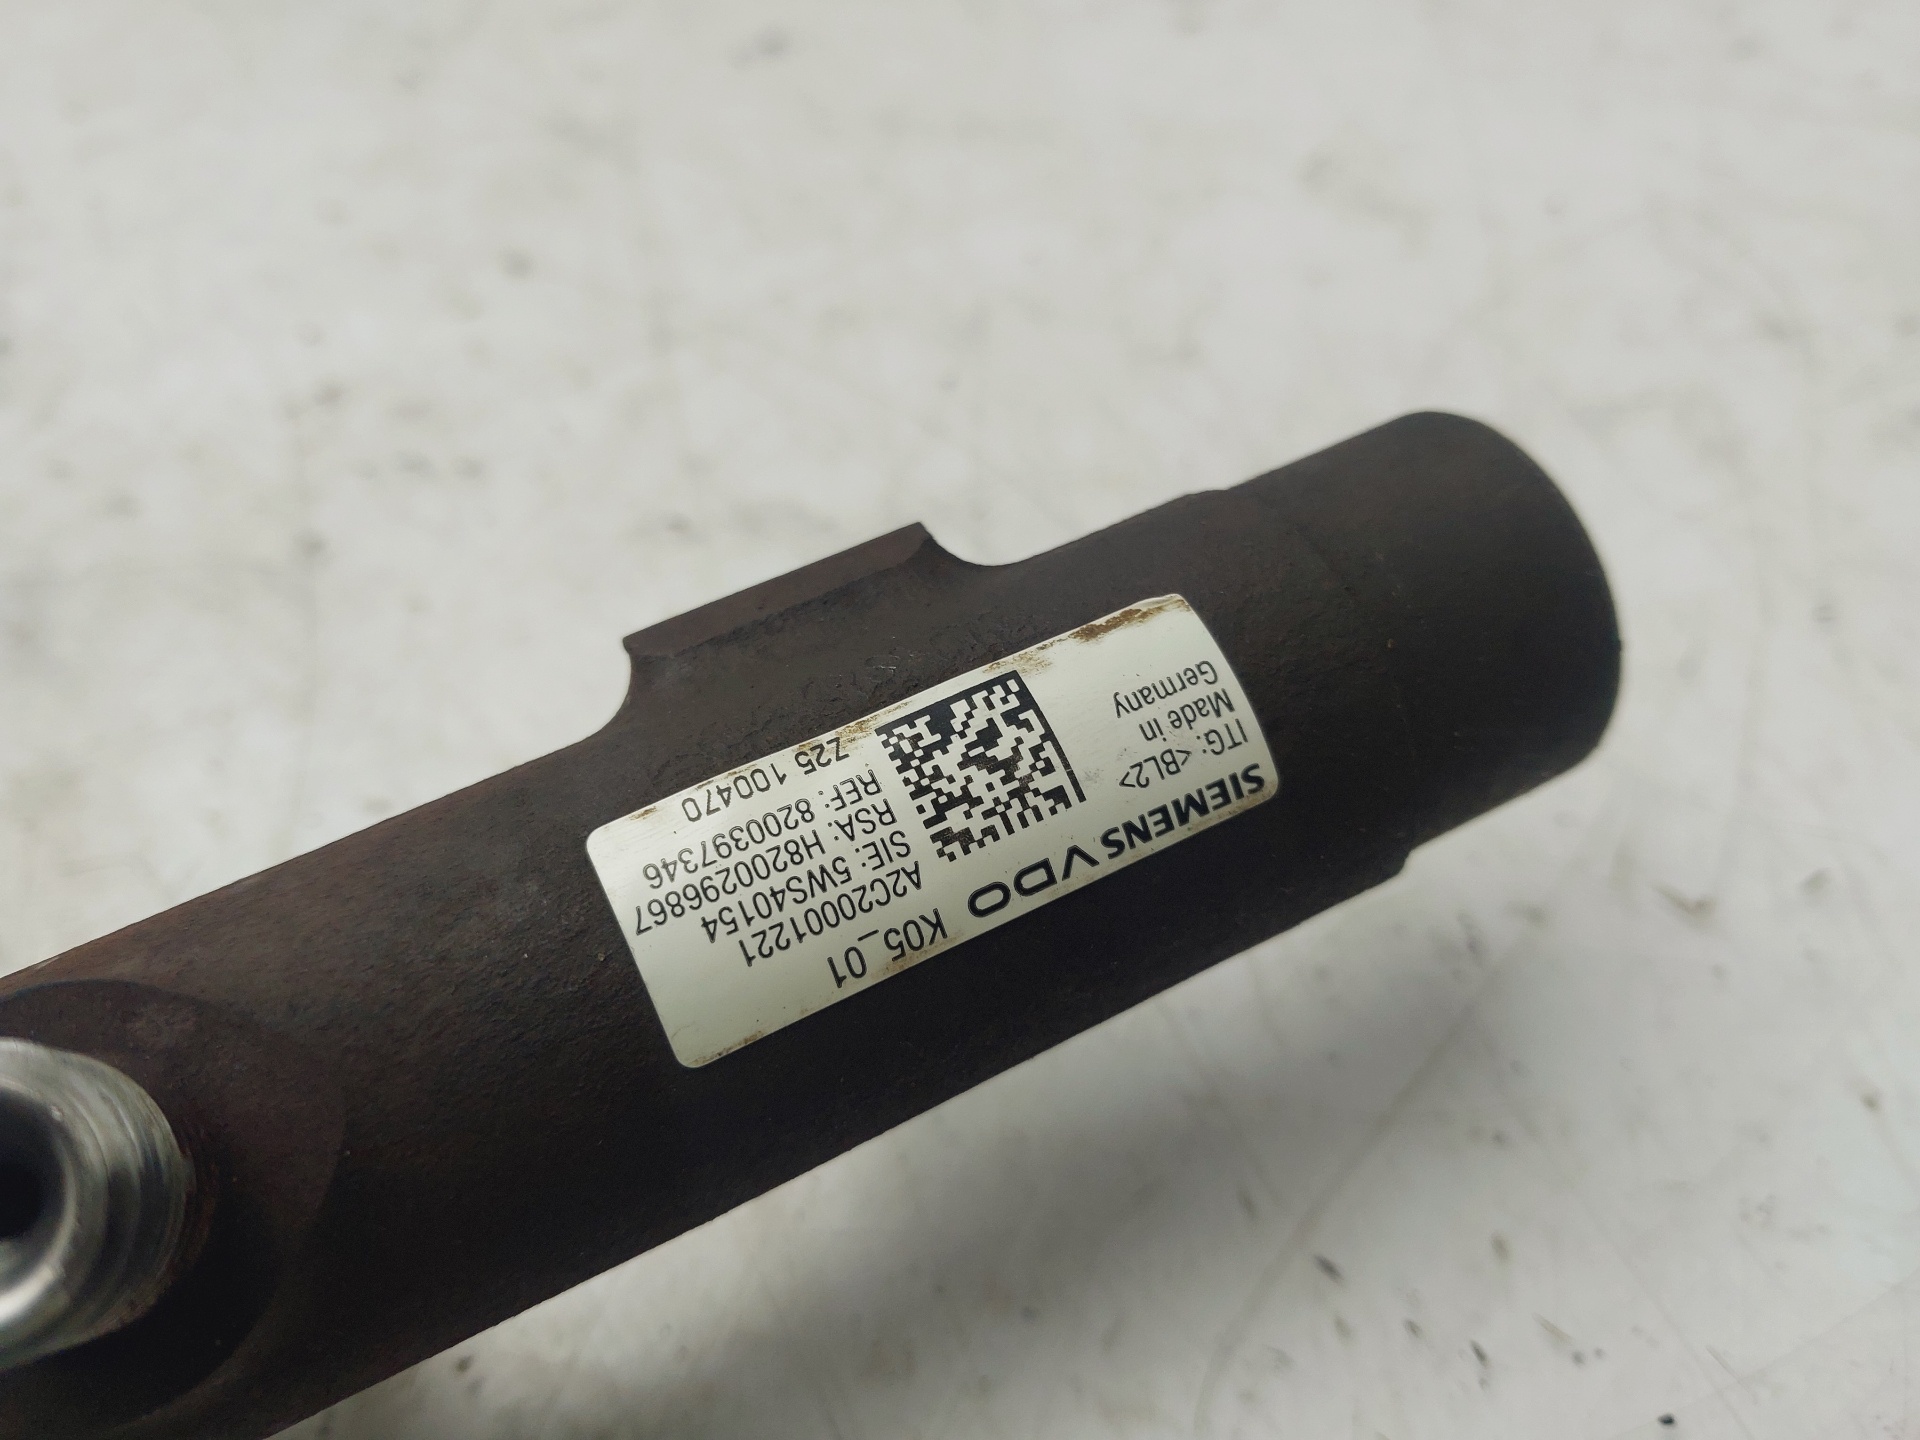 SIEMENS VDO K05_01
ITG: <BL2>
Made in
Germany
A2C20001221
SIE: 5WS40154
RSA: H8200296867
REF: 8200397346
Z25 100470